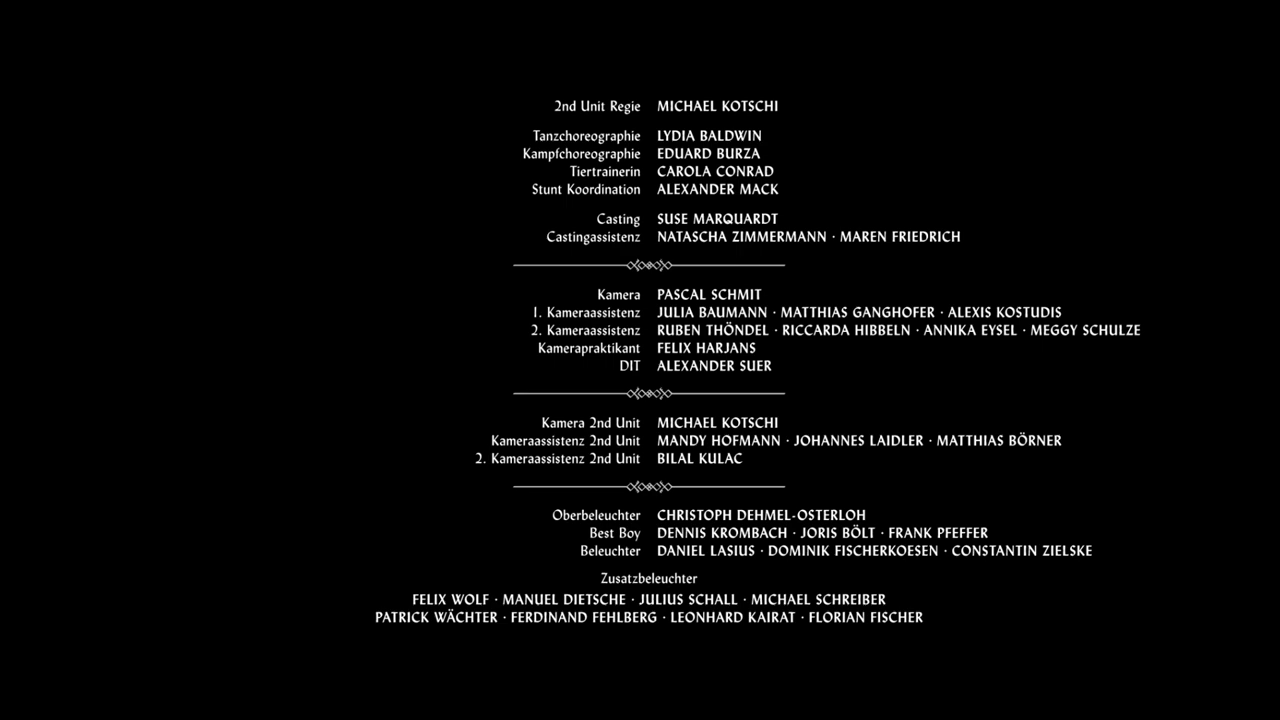 2nd Unit Regie MICHAEL KOTSCHI
Tanzchoreographie LYDIA BALDWIN
Kampfchoreographie EDUARD BURZA
Tiertrainerin CAROLA CONRAD
Stunt Koordination ALEXANDER MACK
Casting SUSE MARQUARDT
Castingassistenz NATASCHA ZIMMERMANN · MAREN FRIEDRICH
Kamera PASCAL SCHMIT
1. Kameraassistenz JULIA BAUMANN · MATTHIAS GANGHOFER · ALEXIS KOSTUDIS
2. Kameraassistenz RUBEN THÖNDEL · RICCARDA HIBBELN · ANNIKA EYSEL · MEGGY SCHULZE
Kamerapraktikant FELIX HARJANS
DIT ALEXANDER SUER
Kamera 2nd Unit MICHAEL KOTSCHI
Kameraassistenz 2nd Unit MANDY HOFMANN · JOHANNES LAIDLER · MATTHIAS BÖRNER
2. Kameraassistenz 2nd Unit BILAL KULAC
Oberbeleuchter CHRISTOPH DEHMEL-OSTERLOH
Best Boy DENNIS KROMBACH · JORIS BÖLT · FRANK PFEFFER
Beleuchter DANIEL LASIUS · DOMINIK FISCHERKOESEN · CONSTANTIN ZIELSKE
Zusatzbeleuchter
FELIX WOLF · MANUEL DIETSCHE · JULIUS SCHALL · MICHAEL SCHREIBER
PATRICK WÄCHTER · FERDINAND FEHLBERG · LEONHARD KAIRAT · FLORIAN FISCHER